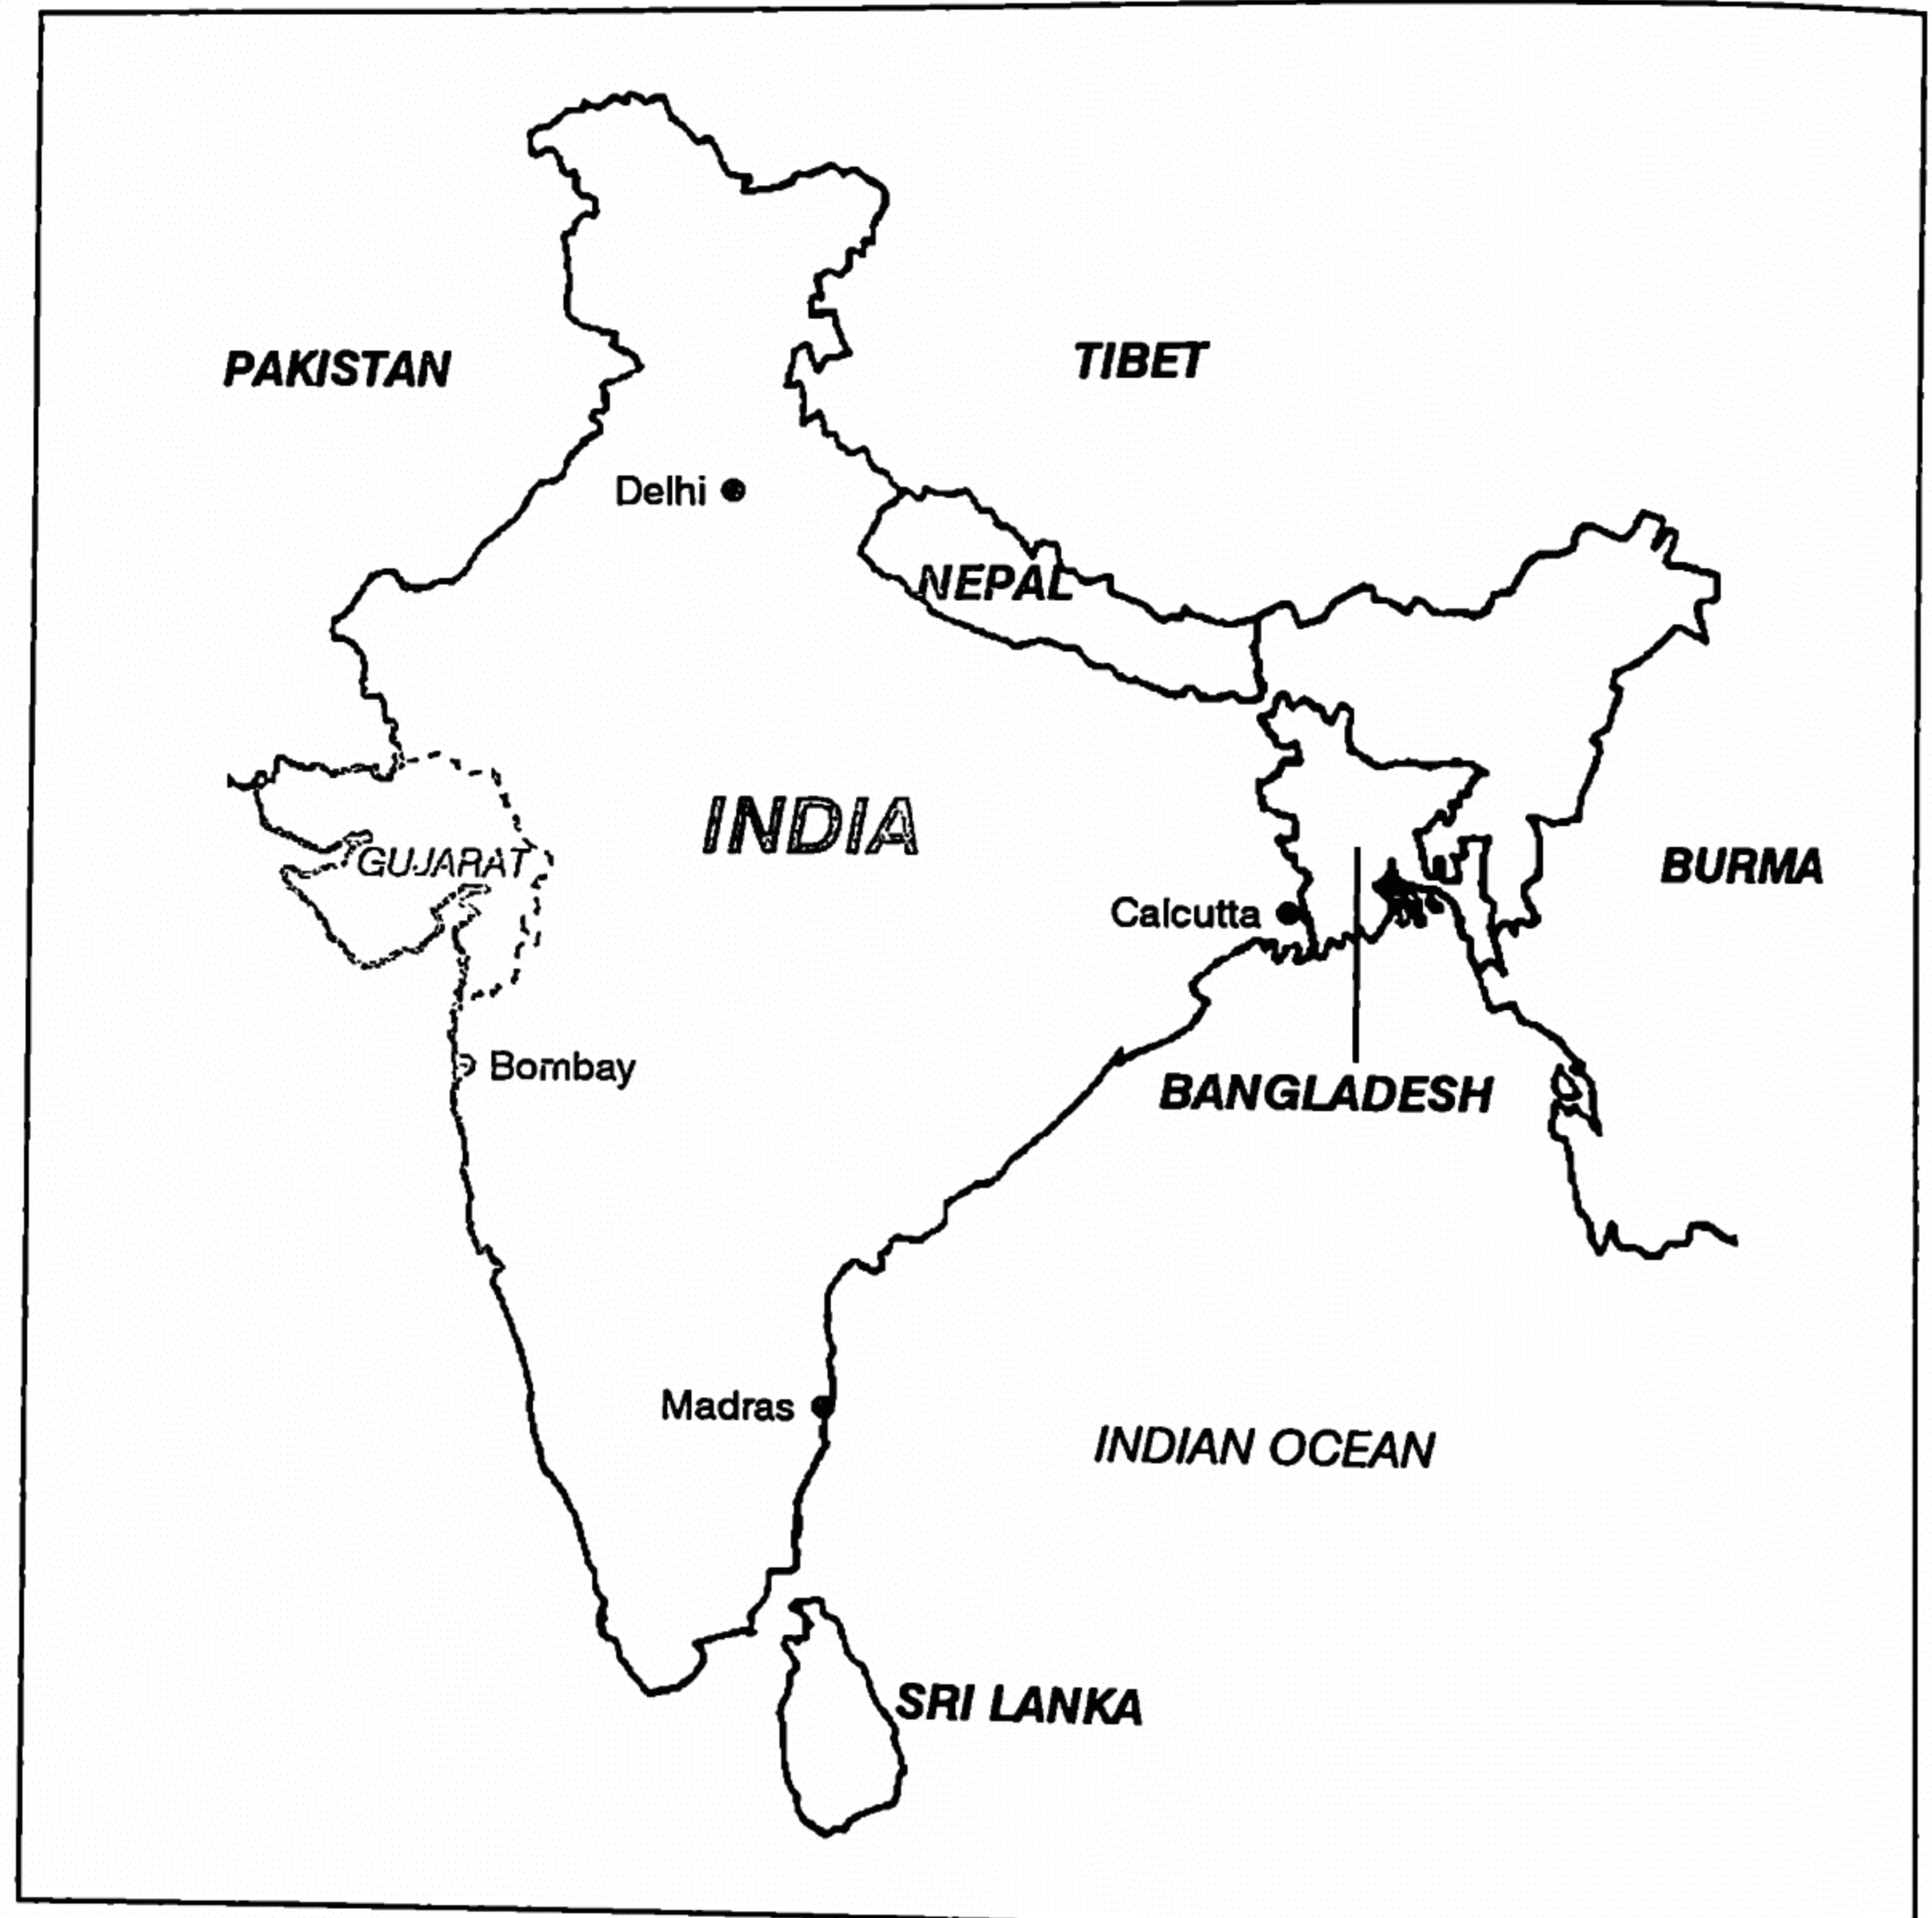 PAKISTAN
TIBET
Delhi
NEPAL
INDIA
GUJARAT
BURMA
Calcutta
Bombay
BANGLADESH
Madras
INDIAN OCEAN
SRI LANKA